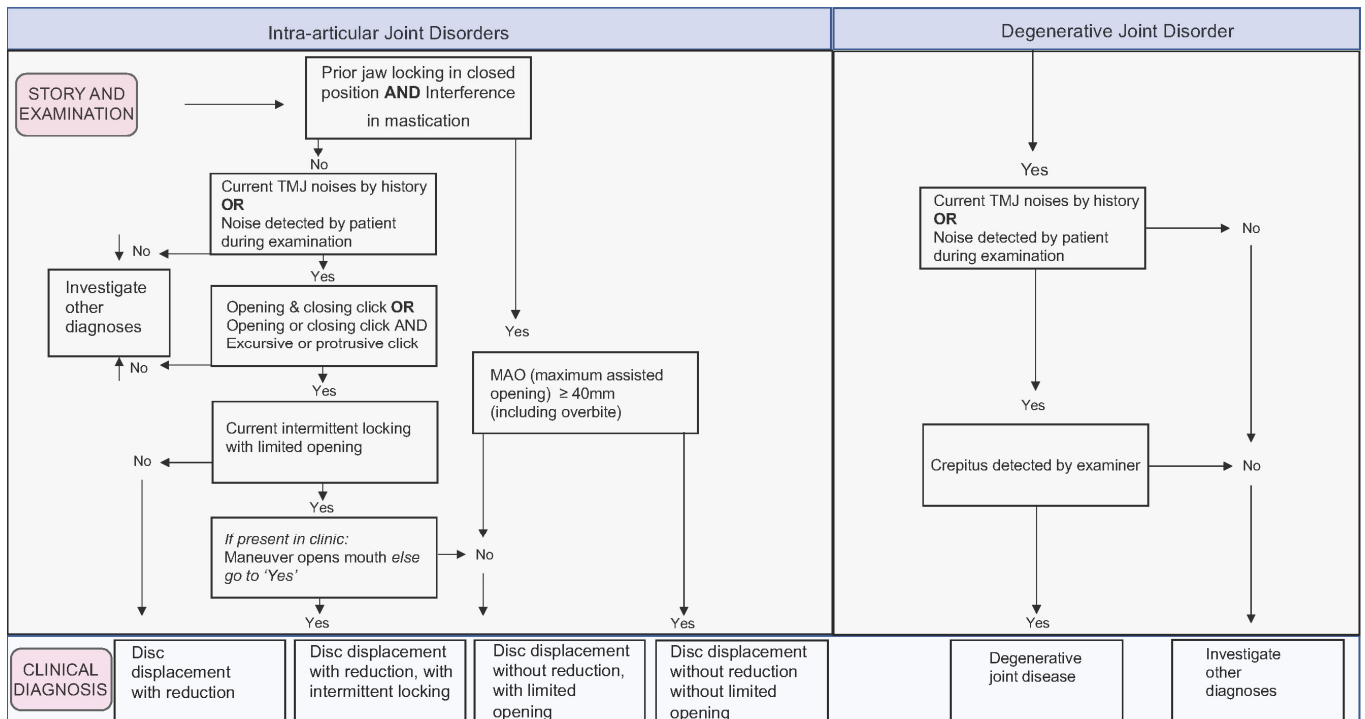 Intra-articular Joint Disorders
Degenerative Joint Disorder
STORY AND
EXAMINATION
Prior jaw locking in closed
position AND Interference
in mastication
No
Current TMJ noises by history
OR
Noise detected by patient
during examination
No
Yes
Investigate
other
diagnoses
Opening & closing click OR
Opening or closing click AND
Excursive or protrusive click
No
Yes
Yes
MAO (maximum assisted
opening) ≥ 40mm
(including overbite)
Current intermittent locking
with limited opening
No
Yes
If present in clinic:
Maneuver opens mouth else
go to ‘Yes’
No
Yes
Yes
Yes
Current TMJ noises by history
OR
Noise detected by patient
during examination
No
Yes
Crepitus detected by examiner
No
Yes
CLINICAL
DIAGNOSIS
Disc
displacement
with reduction
Disc displacement
with reduction, with
intermittent locking
Disc displacement
without reduction,
with limited
opening
Disc displacement
without reduction
without limited
opening
Degenerative
joint disease
Investigate
other
diagnoses